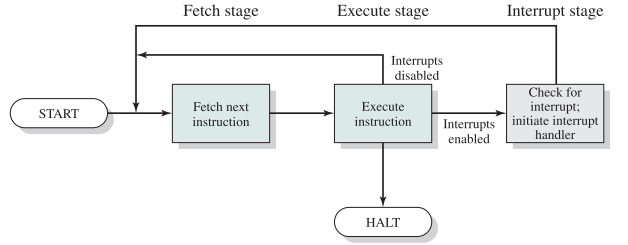 Fetch stage
Execute stage
Interrupt stage
Interrupts
disabled
START
Fetch next
instruction
Execute
instruction
Interrupts
enabled
Check for
interrupt;
initiate interrupt
handler
HALT